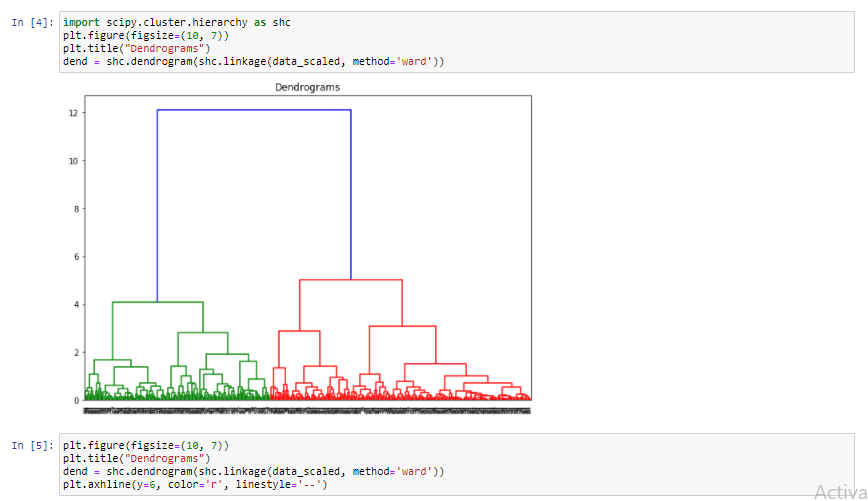 In [4]: import scipy.cluster.hierarchy as shc
plt.figure(figsize=(10, 7))
plt.title("Dendrograms")
dend = shc.dendrogram(shc.linkage(data_scaled, method='ward'))
Dendrograms
12
10
8
6
4
2
0
In [5]: plt.figure(figsize=(10, 7))
plt.title("Dendrograms")
dend = shc.dendrogram(shc.linkage(data_scaled, method='ward'))
plt.axhline(y=6, color='r', linestyle='--')
Activa